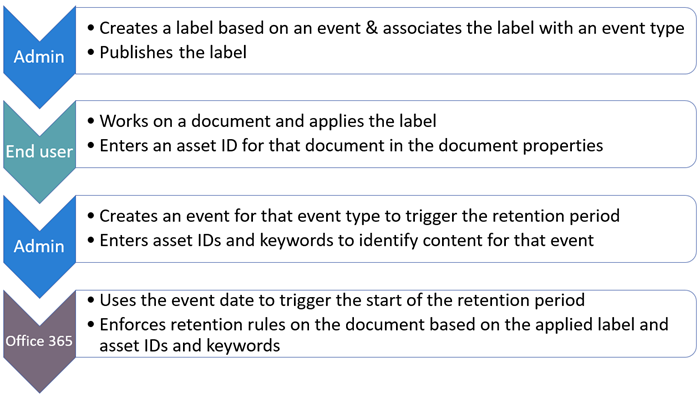 Admin
• Creates a label based on an event & associates the label with an event type
• Publishes the label
End user
• Works on a document and applies the label
• Enters an asset ID for that document in the document properties
Admin
• Creates an event for that event type to trigger the retention period
• Enters asset IDs and keywords to identify content for that event
Office 365
• Uses the event date to trigger the start of the retention period
• Enforces retention rules on the document based on the applied label and
asset IDs and keywords